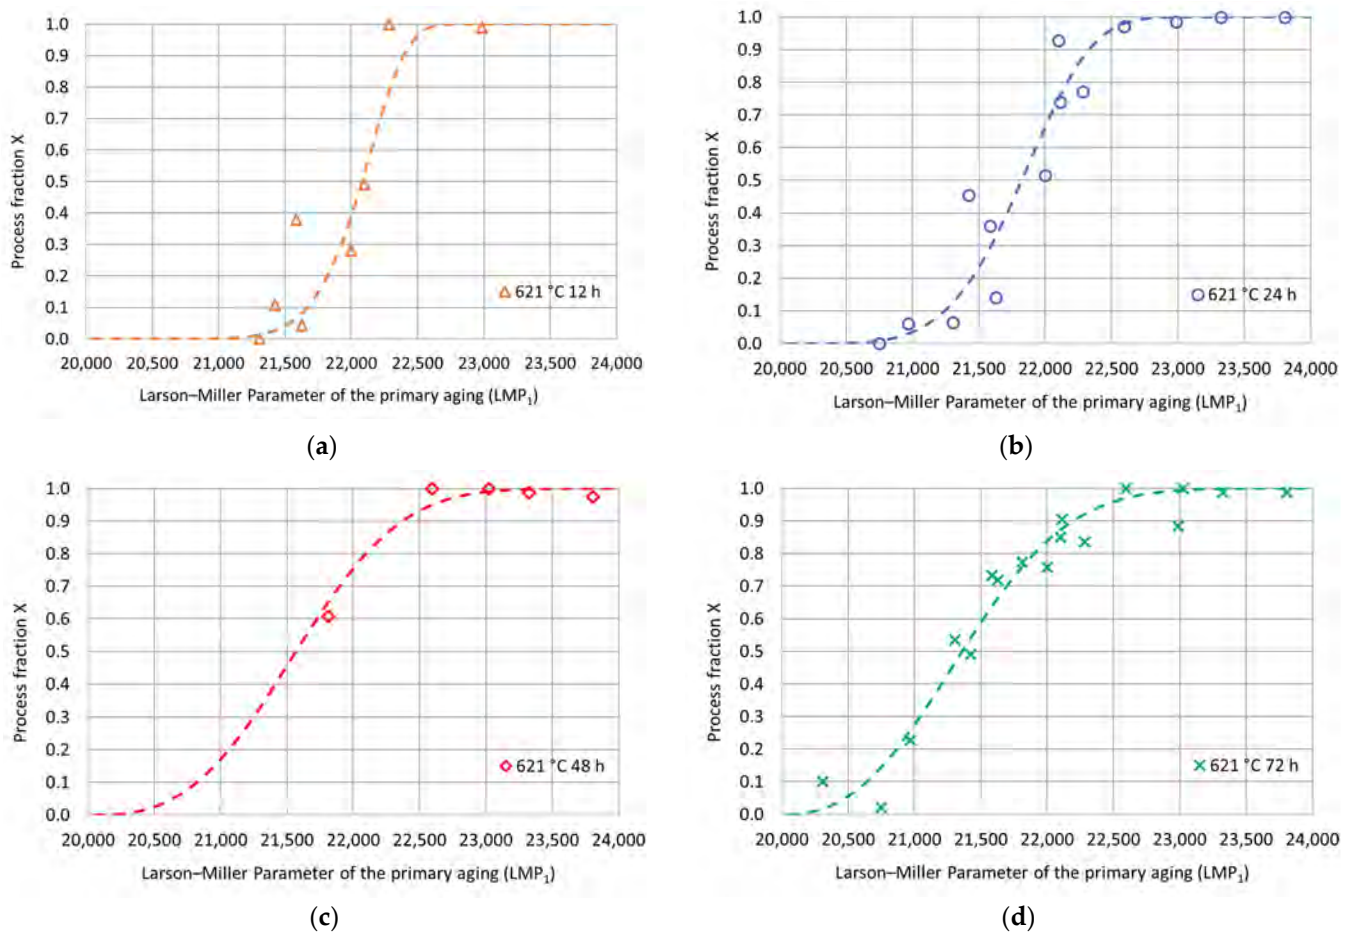 1.0
0.9
0.8
0.7
0.6
0.5
0.4
0.3
0.2
0.1
0.0
Process fraction X
621 °C 12 h
20,000 20,500 21,000 21,500 22,000 22,500 23,000 23,500 24,000
Larson–Miller Parameter of the primary aging (LMP₁)
(a)
1.0
0.9
0.8
0.7
0.6
0.5
0.4
0.3
0.2
0.1
0.0
Process fraction X
621 °C 24 h
20,000 20,500 21,000 21,500 22,000 22,500 23,000 23,500 24,000
Larson–Miller Parameter of the primary aging (LMP₁)
(b)
1.0
0.9
0.8
0.7
0.6
0.5
0.4
0.3
0.2
0.1
0.0
Process fraction X
621 °C 48 h
20,000 20,500 21,000 21,500 22,000 22,500 23,000 23,500 24,000
Larson–Miller Parameter of the primary aging (LMP₁)
(c)
1.0
0.9
0.8
0.7
0.6
0.5
0.4
0.3
0.2
0.1
0.0
Process fraction X
621 °C 72 h
20,000 20,500 21,000 21,500 22,000 22,500 23,000 23,500 24,000
Larson–Miller Parameter of the primary aging (LMP₁)
(d)